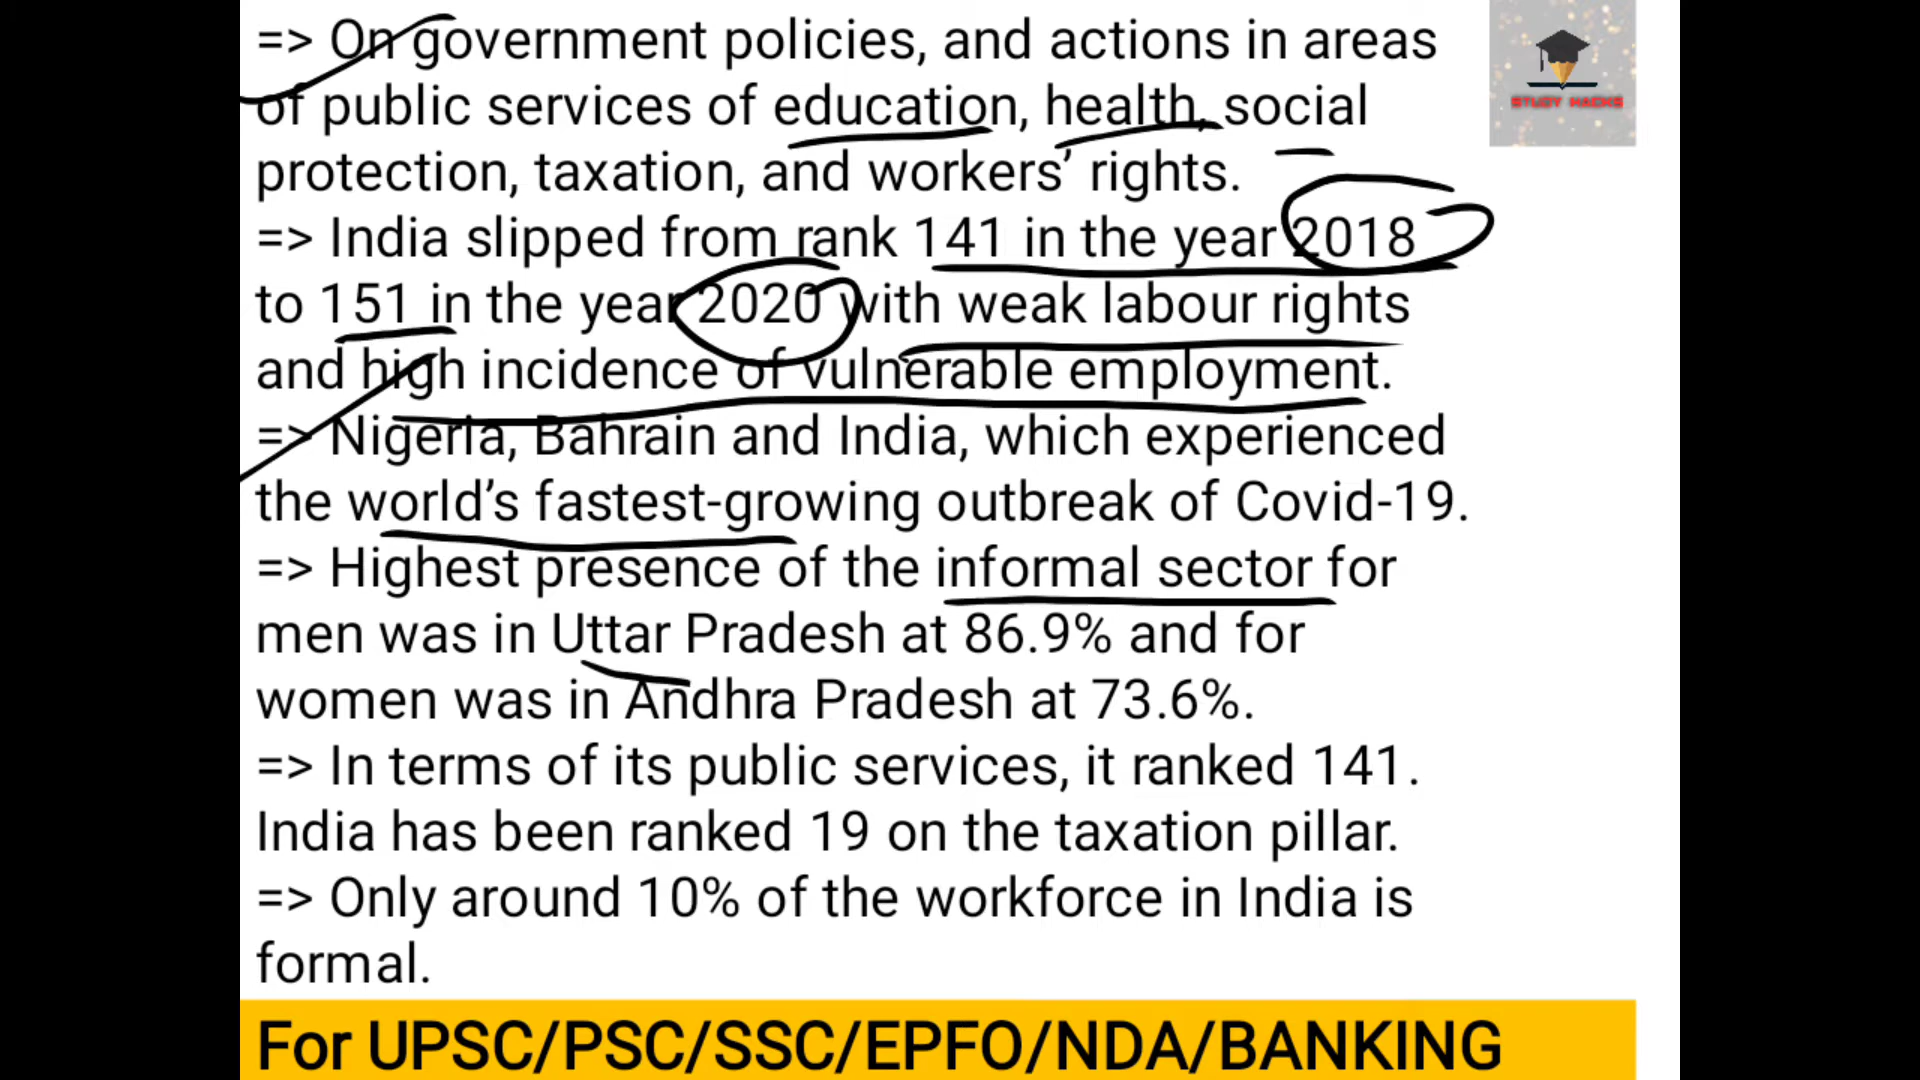 => On government policies, and actions in areas
of public services of education, health, social
protection, taxation, and workers’ rights.
=> India slipped from rank 141 in the year 2018
to 151 in the year 2020 with weak labour rights
and high incidence of vulnerable employment.
=> Nigeria, Bahrain and India, which experienced
the world’s fastest-growing outbreak of Covid-19.
=> Highest presence of the informal sector for
men was in Uttar Pradesh at 86.9% and for
women was in Andhra Pradesh at 73.6%.
=> In terms of its public services, it ranked 141.
India has been ranked 19 on the taxation pillar.
=> Only around 10% of the workforce in India is
formal.
For UPSC/PSC/SSC/EPFO/NDA/BANKING
STUDY HACKS